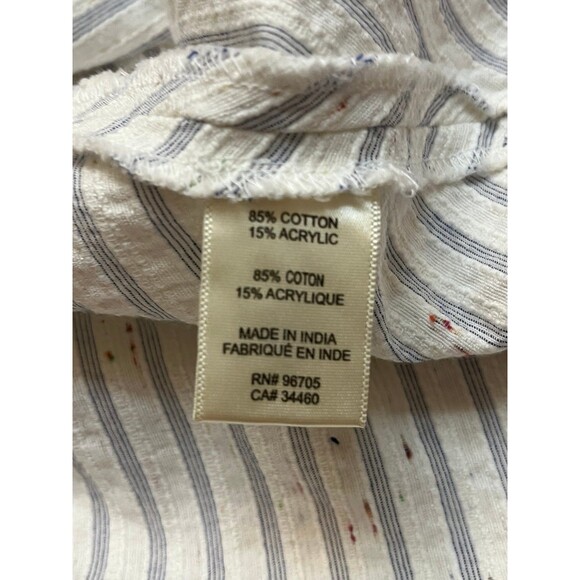 85% COTTON
15% ACRYLIC
85% COTON
15% ACRYLIQUE
MADE IN INDIA
FABRIQUÉ EN INDE
RN# 96705
CA# 34460